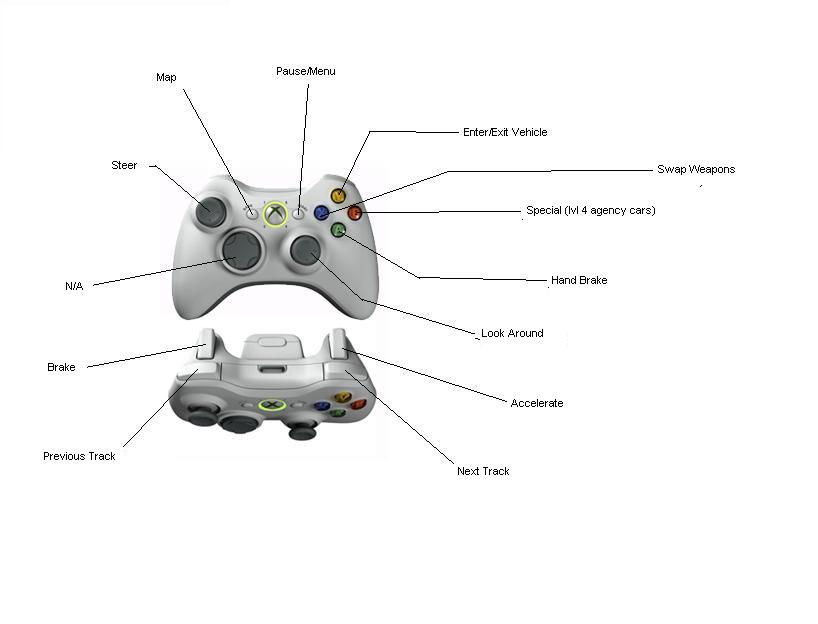 Pause/Menu
Map
Enter/Exit Vehicle
Steer
Swap Weapons
Special (lvl 4 agency cars)
Hand Brake
N/A
Look Around
Brake
Accelerate
Previous Track
Next Track